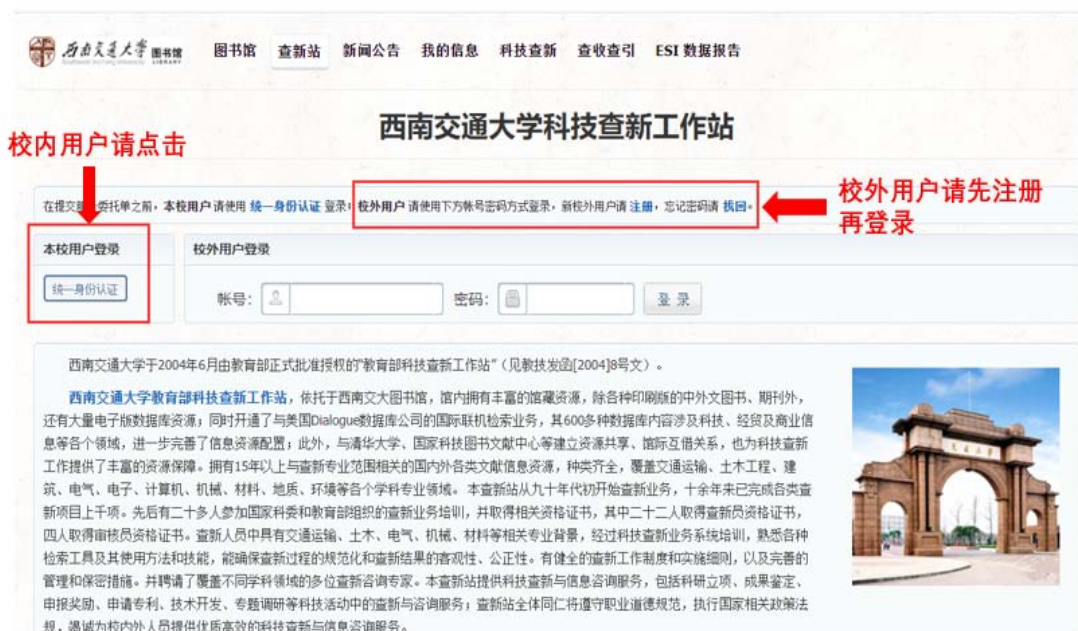 西南交通大学 图书馆
Southwest Jiaotong University LIBRARY
图书馆 查新站 新闻公告 我的信息 科技查新 查收查引 ESI 数据报告
西南交通大学科技查新工作站
校内用户请点击
校外用户请先注册
再登录
在提交 委托单之前，本校用户 请使用 统一身份认证 登录；校外用户 请使用下方帐号密码方式登录，新校外用户请 注册，忘记密码请 找回。
本校用户登录
校外用户登录
统一身份认证
帐号：
密码：
登 录
西南交通大学于2004年6月由教育部正式批准授权的“教育部科技查新工作站”（见教技发函[2004]8号文）。
西南交通大学教育部科技查新工作站，依托于西南交大图书馆，馆内拥有丰富的馆藏资源，除各种印刷版的中外文图书、期刊外，
还有大量电子版数据库资源；同时开通了与美国Dialogue数据库公司的国际联机检索业务，其600多种数据库内容涉及科技、经贸及商业信
息等各个领域，进一步完善了信息资源配置；此外，与清华大学、国家科技图书文献中心等建立资源共享、馆际互借关系，也为科技查新
工作提供了丰富的资源保障。拥有15年以上与查新专业范围相关的国内外各类文献信息资源，种类齐全，覆盖交通运输、土木工程、建
筑、电气、电子、计算机、机械、材料、地质、环境等各个学科专业领域。 本查新站从九十年代初开始查新业务，十余年来已完成各类查
新项目上千项。先后有二十多人参加国家科委和教育部组织的查新业务培训，并取得相关资格证书，其中二十二人取得查新员资格证书，
四人取得审核员资格证书。查新人员中具有交通运输、土木、电气、机械、材料等相关专业背景，经过科技查新业务系统培训，熟悉各种
检索工具及其使用方法和技能，能确保查新过程的规范化和查新结果的客观性、公正性。有健全的查新工作制度和实施细则，以及完善的
管理和保密措施。并聘请了覆盖不同学科领域的多位查新咨询专家。本查新站提供科技查新与信息咨询服务，包括科研立项、成果鉴定、
申报奖励、申请专利、技术开发、专题调研等科技活动中的查新与咨询服务；查新站全体同仁将遵守职业道德规范，执行国家相关政策法
规，竭诚为校内外人员提供优质高效的科技查新与信息咨询服务。